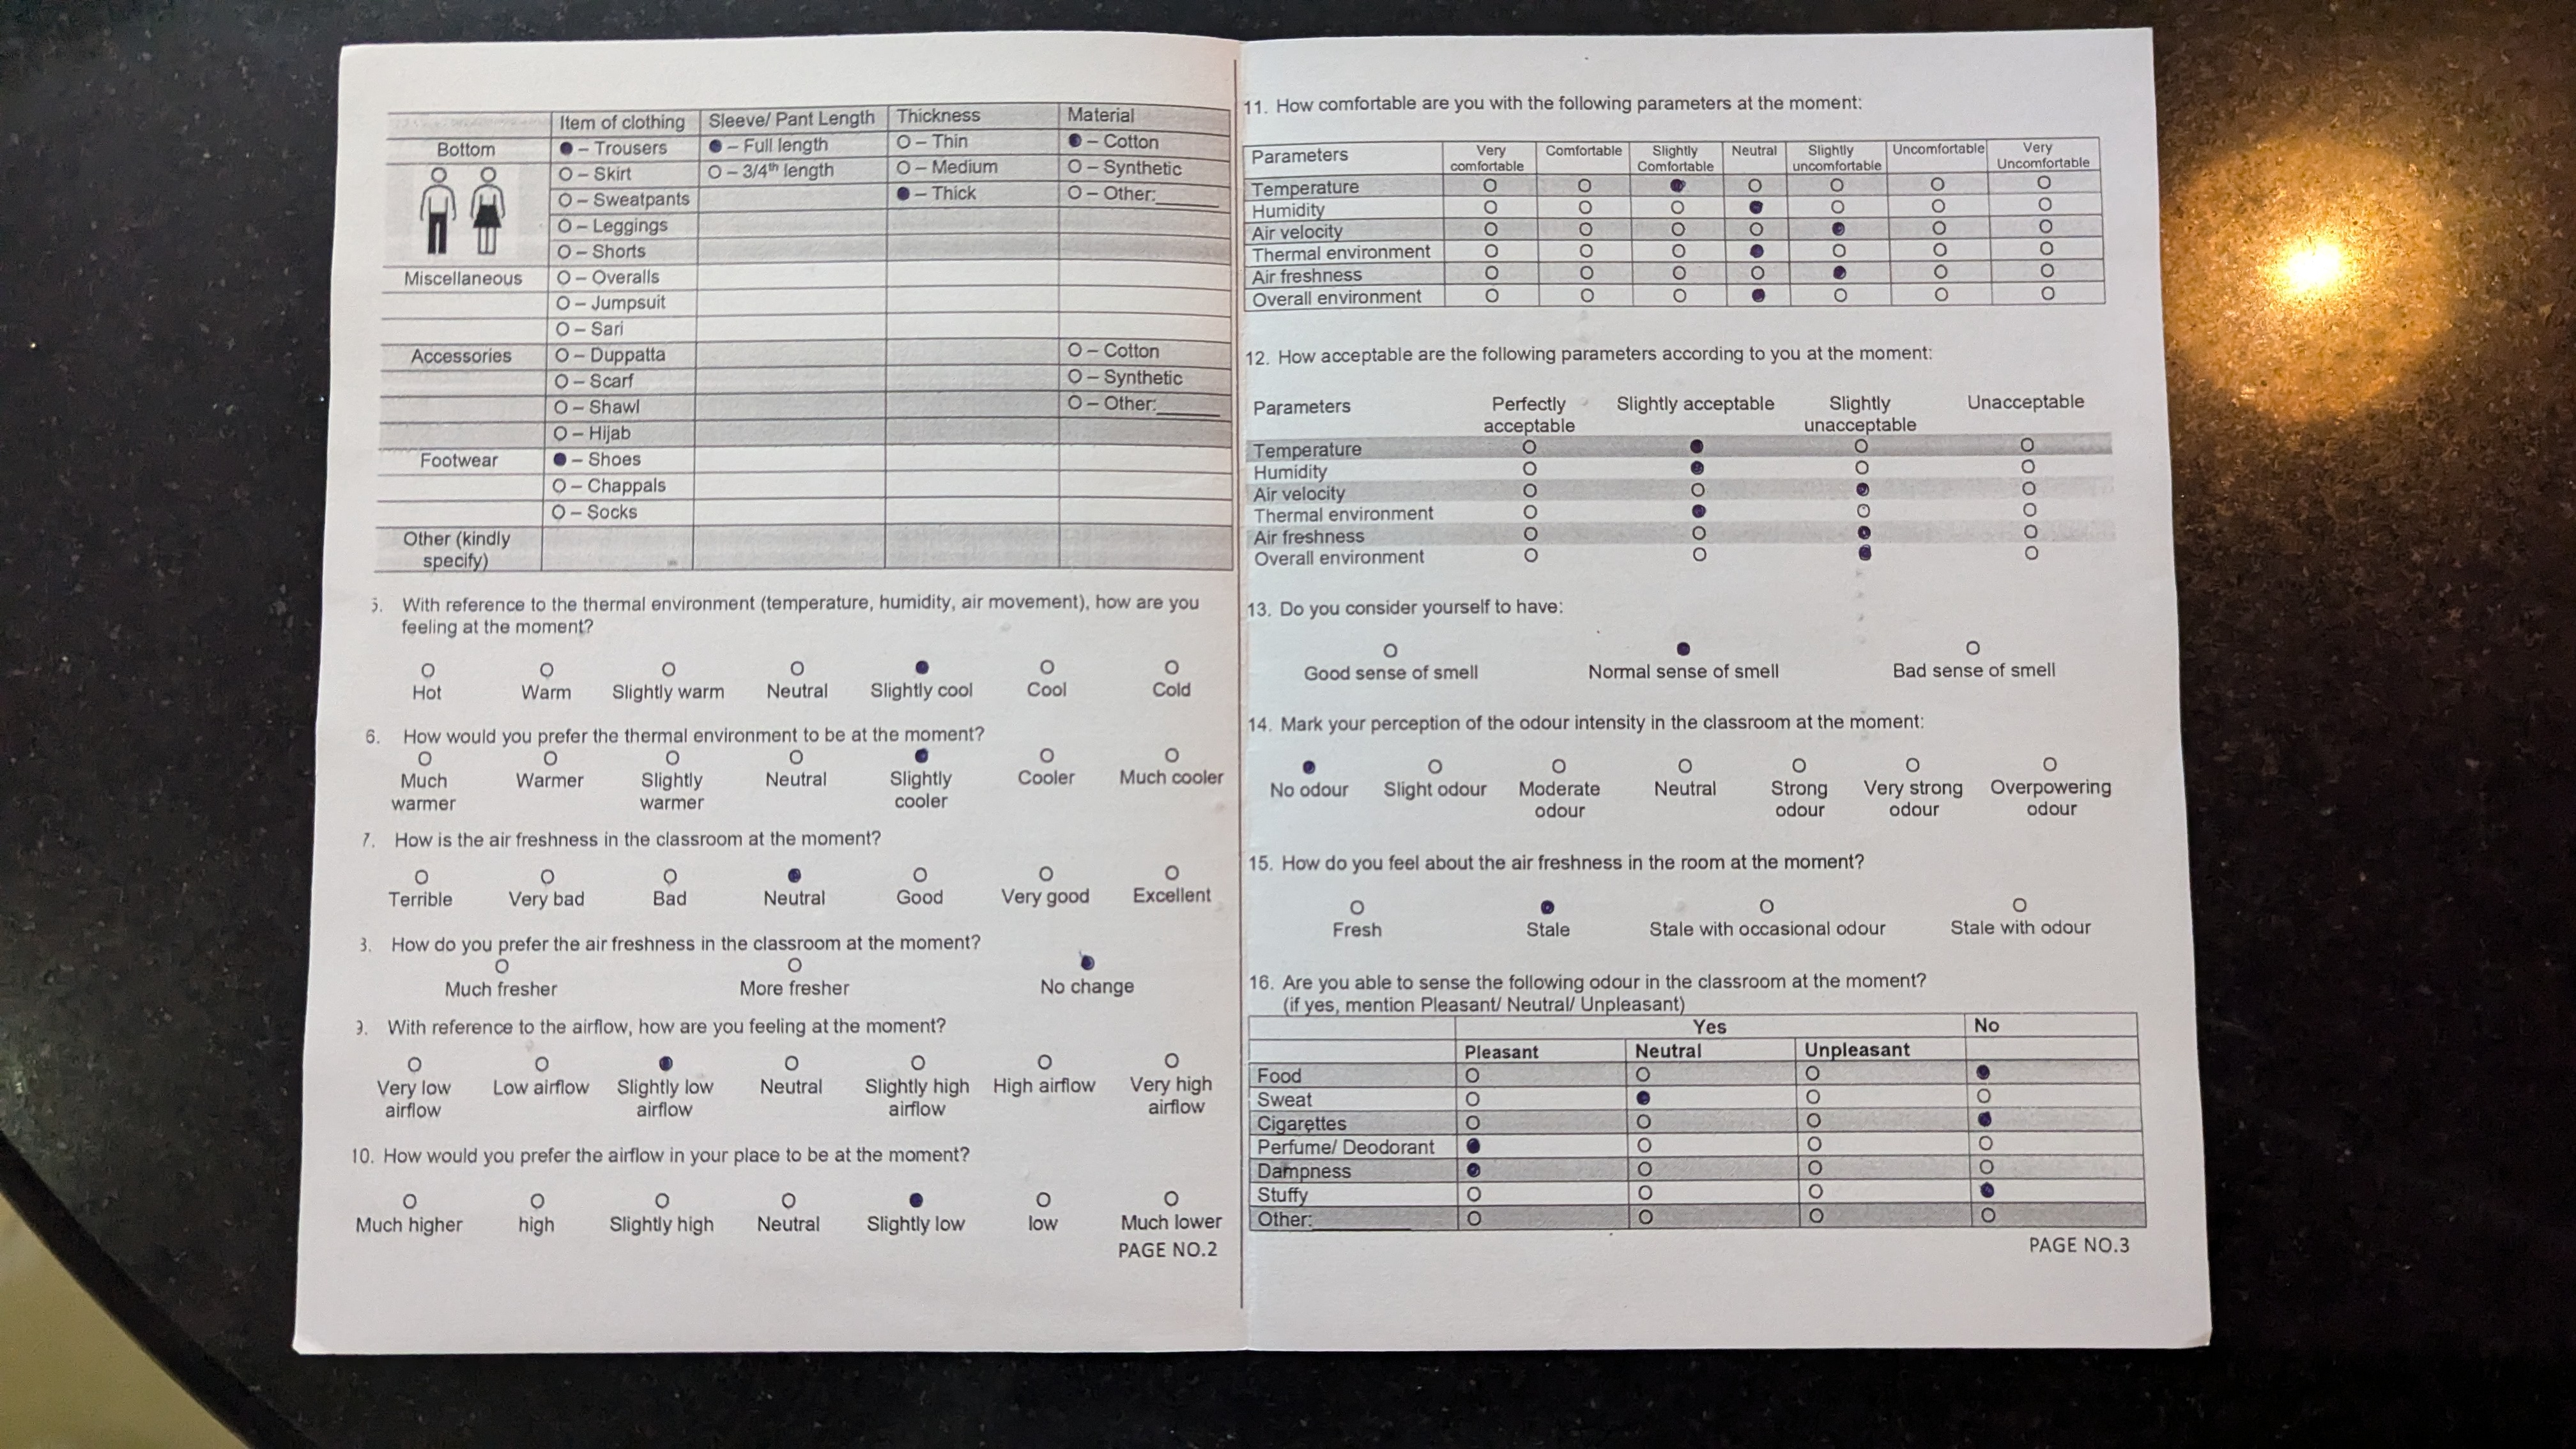 Item of clothing Sleeve/ Pant Length Thickness Material
Bottom ● – Trousers ● – Full length O – Thin ● – Cotton
O – Skirt O – 3/4th length O – Medium O – Synthetic
O – Sweatpants ● – Thick O – Other:______
O – Leggings
O – Shorts
Miscellaneous O – Overalls
O – Jumpsuit
O – Sari
Accessories O – Duppatta O – Cotton
O – Scarf O – Synthetic
O – Shawl O – Other:______
O – Hijab
Footwear ● – Shoes
O – Chappals
O – Socks
Other (kindly
specify)
5. With reference to the thermal environment (temperature, humidity, air movement), how are you
feeling at the moment?
O O O O ● O O
Hot Warm Slightly warm Neutral Slightly cool Cool Cold
6. How would you prefer the thermal environment to be at the moment?
O O O O ● O O
Much Warmer Slightly Neutral Slightly Cooler Much cooler
warmer warmer cooler
7. How is the air freshness in the classroom at the moment?
O O O ● O O O
Terrible Very bad Bad Neutral Good Very good Excellent
3. How do you prefer the air freshness in the classroom at the moment?
O O ●
Much fresher More fresher No change
9. With reference to the airflow, how are you feeling at the moment?
O O ● O O O O
Very low Low airflow Slightly low Neutral Slightly high High airflow Very high
airflow airflow airflow airflow
10. How would you prefer the airflow in your place to be at the moment?
O O O O ● O O
Much higher high Slightly high Neutral Slightly low low Much lower
PAGE NO.2
11. How comfortable are you with the following parameters at the moment:
Parameters Very Comfortable Slightly Neutral Slightly Uncomfortable Very
comfortable Comfortable uncomfortable Uncomfortable
Temperature O O ● O O O O
Humidity O O O ● O O O
Air velocity O O O O ● O O
Thermal environment O O O ● O O O
Air freshness O O O O ● O O
Overall environment O O O ● O O O
12. How acceptable are the following parameters according to you at the moment:
Parameters Perfectly Slightly acceptable Slightly Unacceptable
acceptable unacceptable
Temperature O ● O O
Humidity O ● O O
Air velocity O O ● O
Thermal environment O ● O O
Air freshness O O ● O
Overall environment O O ● O
13. Do you consider yourself to have:
O ● O
Good sense of smell Normal sense of smell Bad sense of smell
14. Mark your perception of the odour intensity in the classroom at the moment:
● O O O O O O
No odour Slight odour Moderate Neutral Strong Very strong Overpowering
odour odour odour odour
15. How do you feel about the air freshness in the room at the moment?
O ● O O
Fresh Stale Stale with occasional odour Stale with odour
16. Are you able to sense the following odour in the classroom at the moment?
(if yes, mention Pleasant/ Neutral/ Unpleasant)
Yes No
Pleasant Neutral Unpleasant
Food O O O ●
Sweat O ● O O
Cigarettes O O O ●
Perfume/ Deodorant ● O O O
Dampness ● O O O
Stuffy O O O ●
Other:__________ O O O O
PAGE NO.3